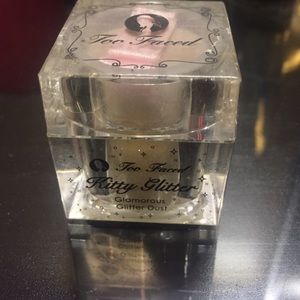 Too Faced
Too Faced
Kitty Glitter
Glamorous
Glitter Dust